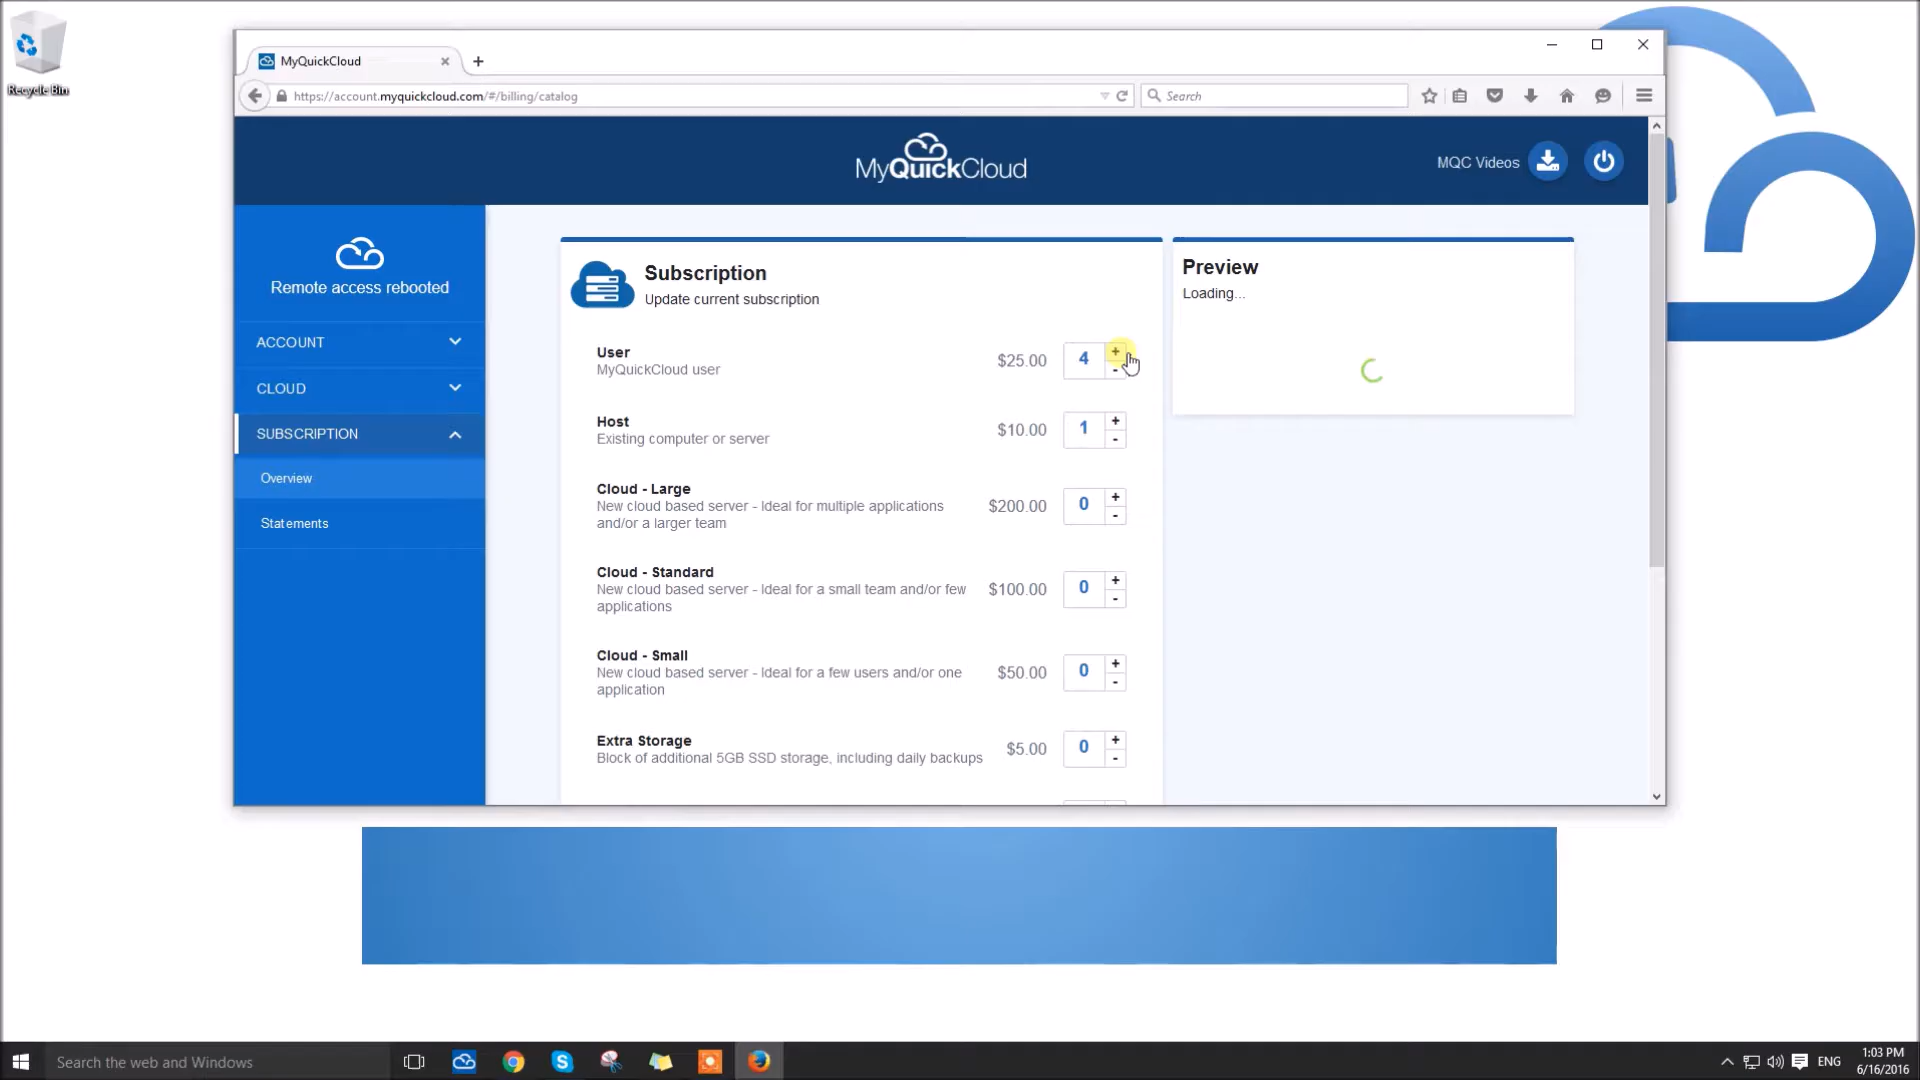 Recycle Bin
MyQuickCloud
https://account.myquickcloud.com/#/billing/catalog
Search
MyQuickCloud
MQC Videos
Remote access rebooted
ACCOUNT
CLOUD
SUBSCRIPTION
Overview
Statements
Subscription
Update current subscription
User
MyQuickCloud user
$25.00
4
+
-
Host
Existing computer or server
$10.00
1
+
-
Cloud - Large
New cloud based server - Ideal for multiple applications
and/or a larger team
$200.00
0
+
-
Cloud - Standard
New cloud based server - Ideal for a small team and/or few
applications
$100.00
0
+
-
Cloud - Small
New cloud based server - Ideal for a few users and/or one
application
$50.00
0
+
-
Extra Storage
Block of additional 5GB SSD storage, including daily backups
$5.00
0
+
-
Preview
Loading...
Search the web and Windows
ENG
1:03 PM
6/16/2016